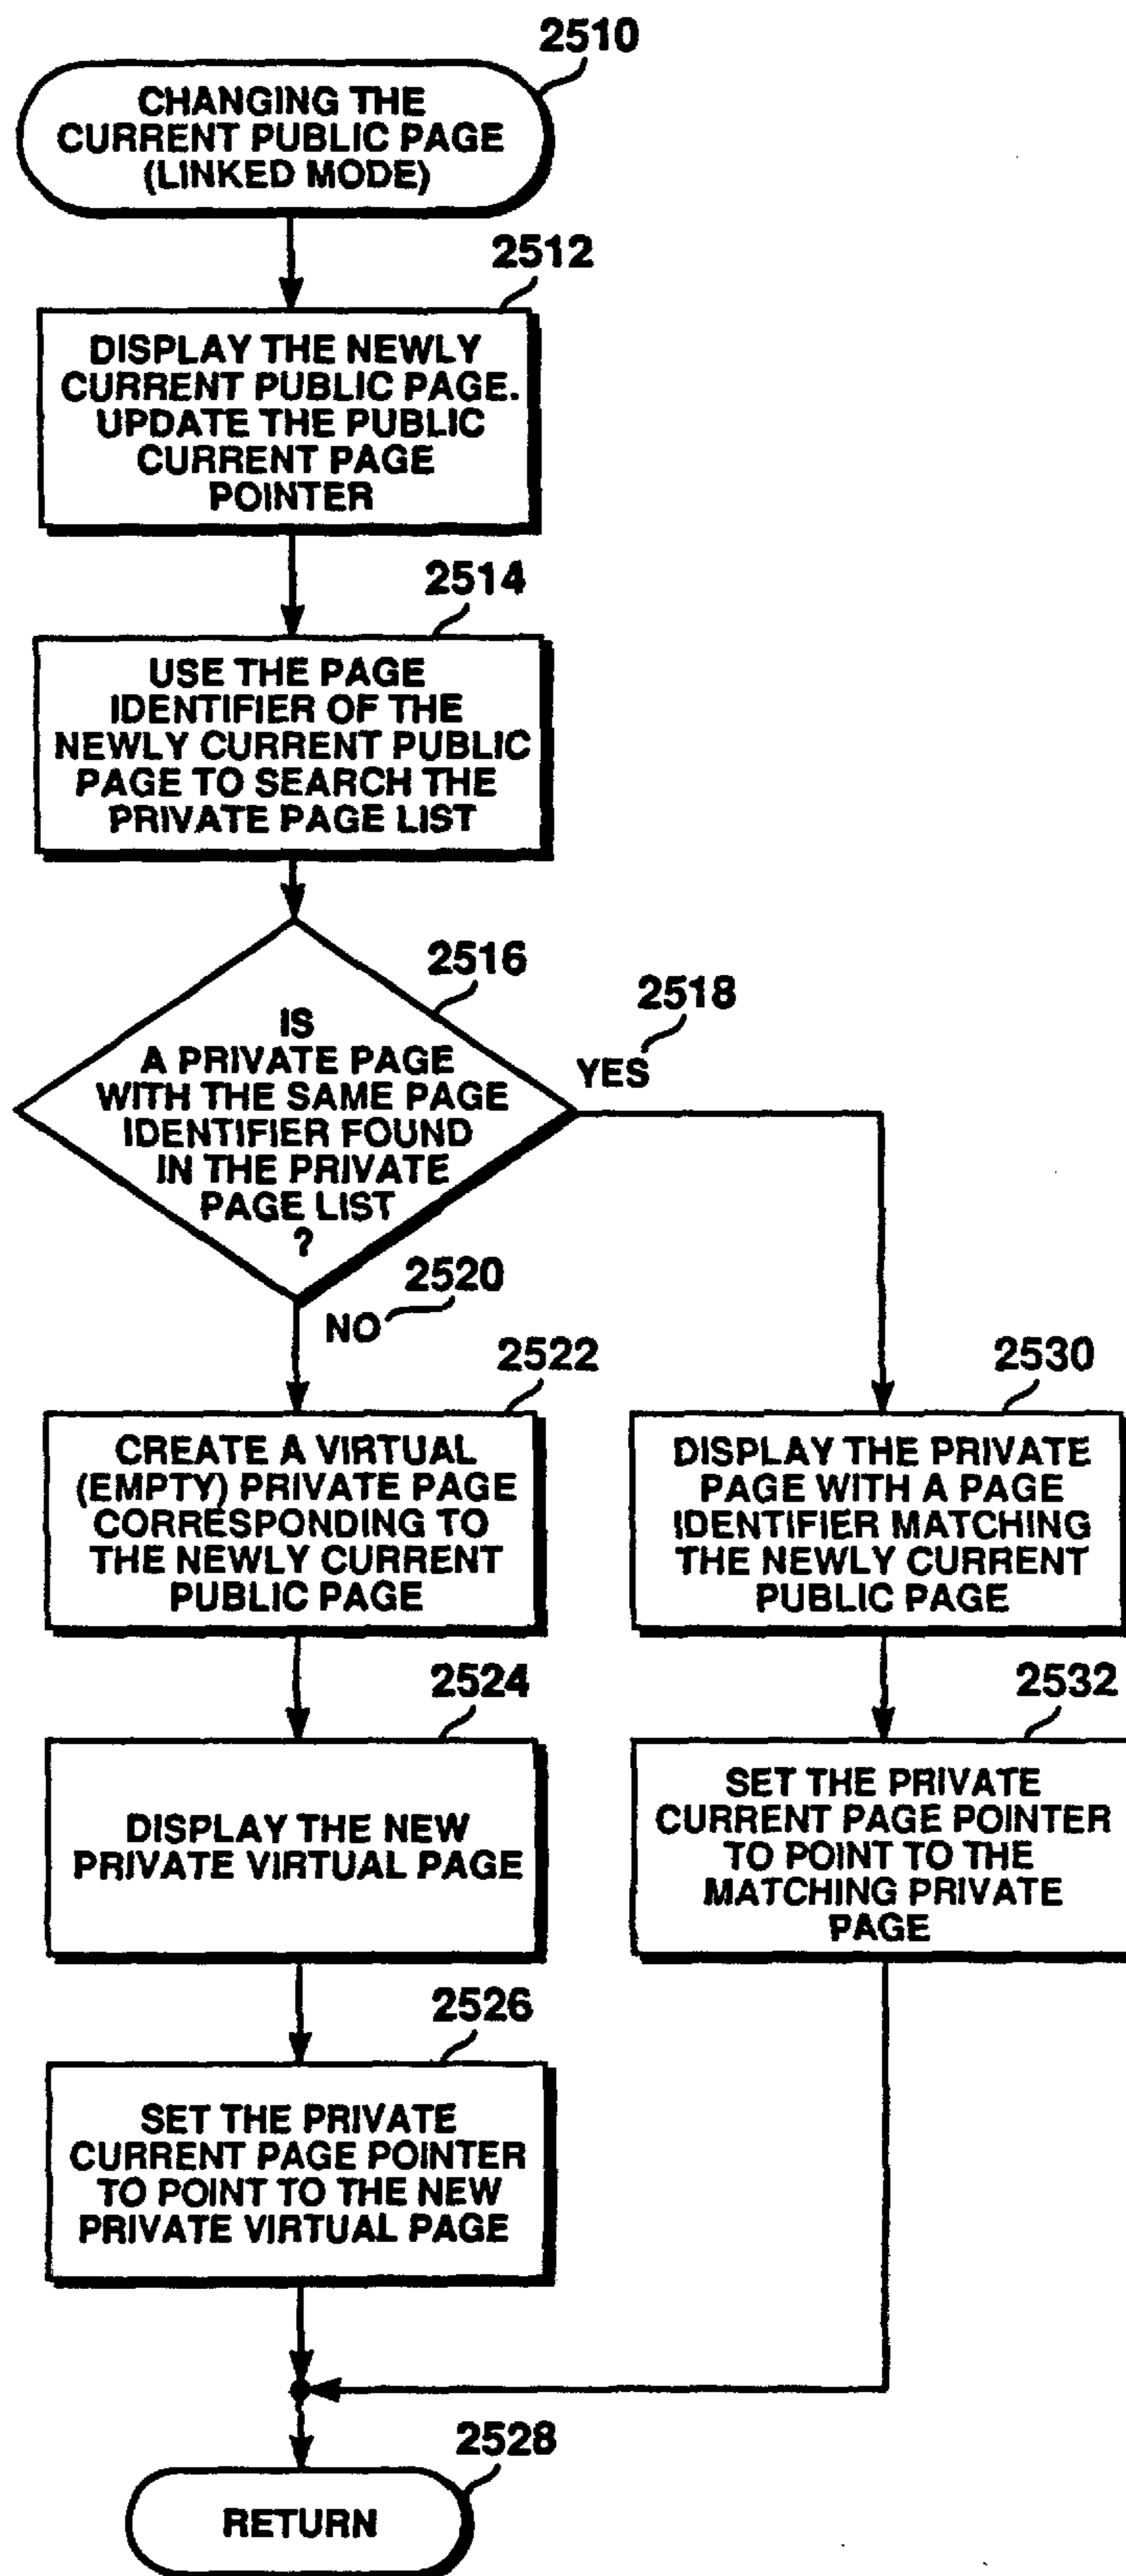 2510
CHANGING THE
CURRENT PUBLIC PAGE
(LINKED MODE)
2512
DISPLAY THE NEWLY
CURRENT PUBLIC PAGE.
UPDATE THE PUBLIC
CURRENT PAGE
POINTER
2514
USE THE PAGE
IDENTIFIER OF THE
NEWLY CURRENT PUBLIC
PAGE TO SEARCH THE
PRIVATE PAGE LIST
2516
IS
A PRIVATE PAGE
WITH THE SAME PAGE
IDENTIFIER FOUND
IN THE PRIVATE
PAGE LIST
?
2518
YES
2520
NO
2522
CREATE A VIRTUAL
(EMPTY) PRIVATE PAGE
CORRESPONDING TO
THE NEWLY CURRENT
PUBLIC PAGE
2530
DISPLAY THE PRIVATE
PAGE WITH A PAGE
IDENTIFIER MATCHING
THE NEWLY CURRENT
PUBLIC PAGE
2524
DISPLAY THE NEW
PRIVATE VIRTUAL PAGE
2532
SET THE PRIVATE
CURRENT PAGE POINTER
TO POINT TO THE
MATCHING PRIVATE
PAGE
2526
SET THE PRIVATE
CURRENT PAGE POINTER
TO POINT TO THE NEW
PRIVATE VIRTUAL PAGE
2528
RETURN